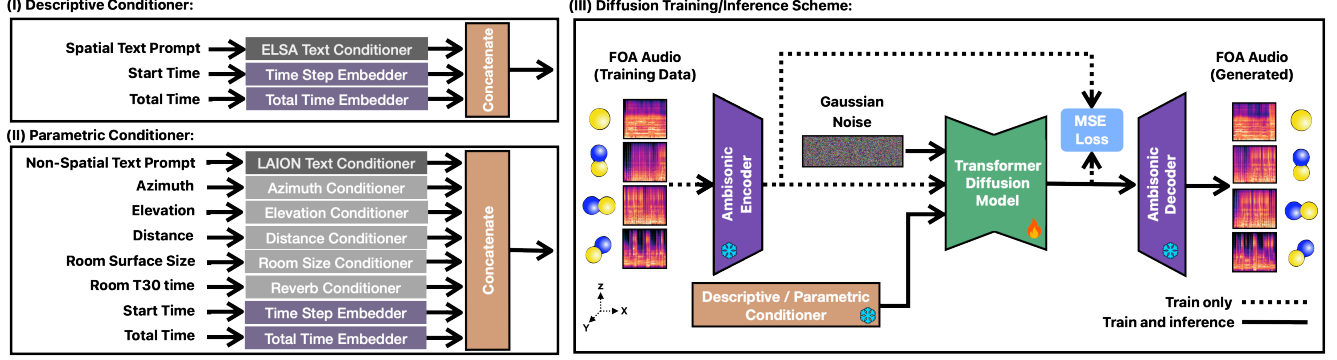 (I) Descriptive Conditioner:
Spatial Text Prompt
ELSA Text Conditioner
Start Time
Time Step Embedder
Total Time
Total Time Embedder
Concatenate
(II) Parametric Conditioner:
Non-Spatial Text Prompt
LAION Text Conditioner
Azimuth
Azimuth Conditioner
Elevation
Elevation Conditioner
Distance
Distance Conditioner
Room Surface Size
Room Size Conditioner
Room T30 time
Reverb Conditioner
Start Time
Time Step Embedder
Total Time
Total Time Embedder
Concatenate
(III) Diffusion Training/Inference Scheme:
FOA Audio
(Training Data)
Ambisonic
Encoder
Gaussian
Noise
Transformer
Diffusion
Model
MSE
Loss
Ambisonic
Decoder
FOA Audio
(Generated)
Z
X
Y
Descriptive / Parametric
Conditioner
Train only
Train and inference